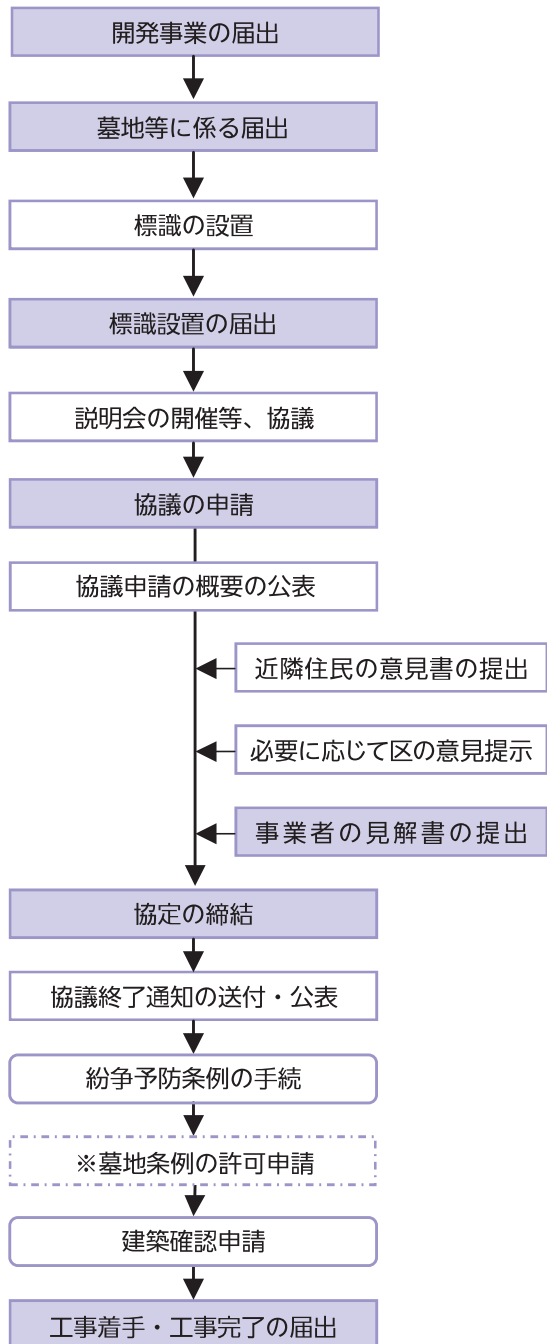 開発事業の届出
墓地等に係る届出
標識の設置
標識設置の届出
説明会の開催等、協議
協議の申請
協議申請の概要の公表
近隣住民の意見書の提出
必要に応じて区の意見提示
事業者の見解書の提出
協定の締結
協議終了通知の送付・公表
紛争予防条例の手続
※墓地条例の許可申請
建築確認申請
工事着手・工事完了の届出